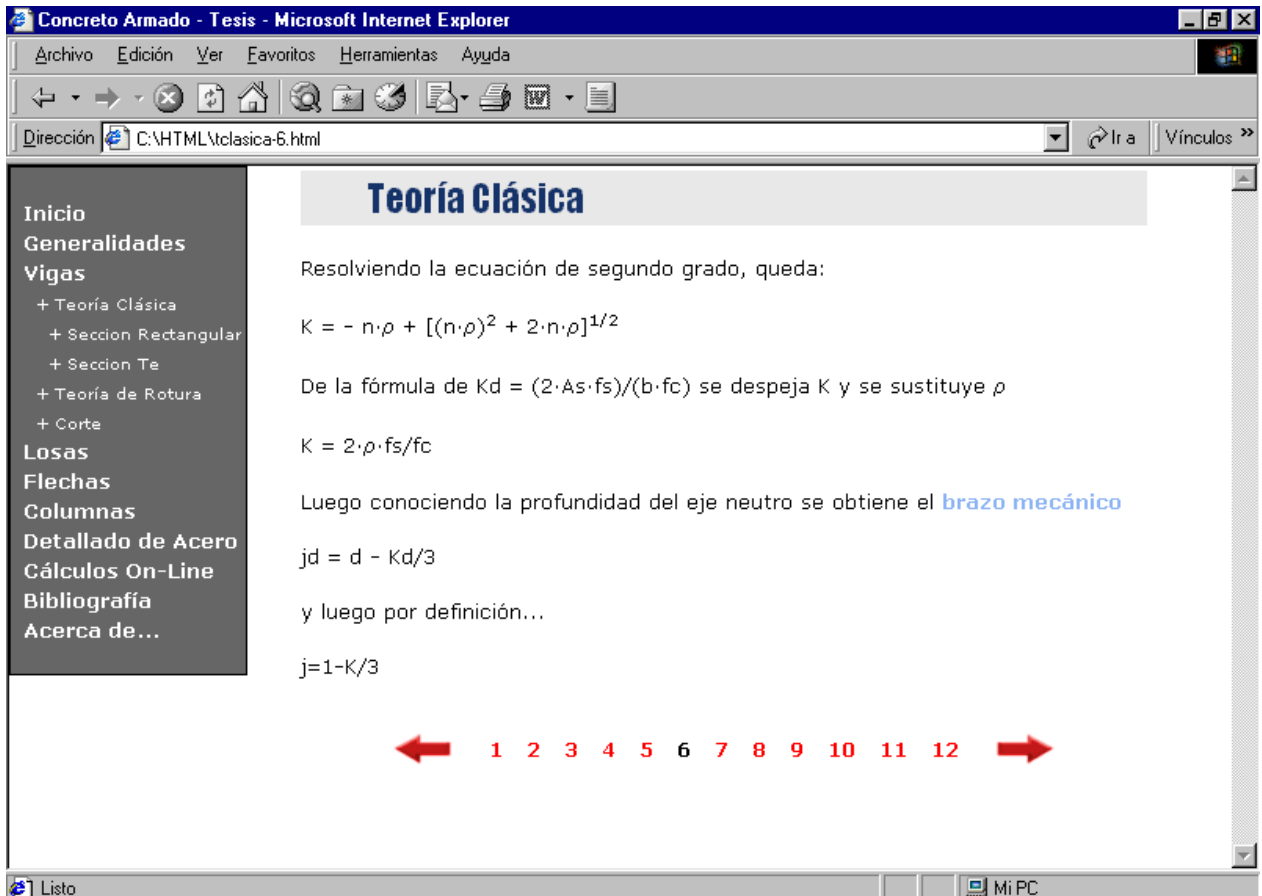 Concreto Armado - Tesis - Microsoft Internet Explorer
Archivo Edición Ver Favoritos Herramientas Ayuda
Dirección C:\HTML\tclasica-6.html Ir a Vínculos »
Inicio
Generalidades
Vigas
+ Teoría Clásica
+ Seccion Rectangular
+ Seccion Te
+ Teoría de Rotura
+ Corte
Losas
Flechas
Columnas
Detallado de Acero
Cálculos On-Line
Bibliografía
Acerca de...
Teoría Clásica
Resolviendo la ecuación de segundo grado, queda:
K = - n·ρ + [(n·ρ)² + 2·n·ρ]¹/²
De la fórmula de Kd = (2·As·fs)/(b·fc) se despeja K y se sustituye ρ
K = 2·ρ·fs/fc
Luego conociendo la profundidad del eje neutro se obtiene el brazo mecánico
jd = d - Kd/3
y luego por definición...
j=1-K/3
1 2 3 4 5 6 7 8 9 10 11 12
Listo Mi PC